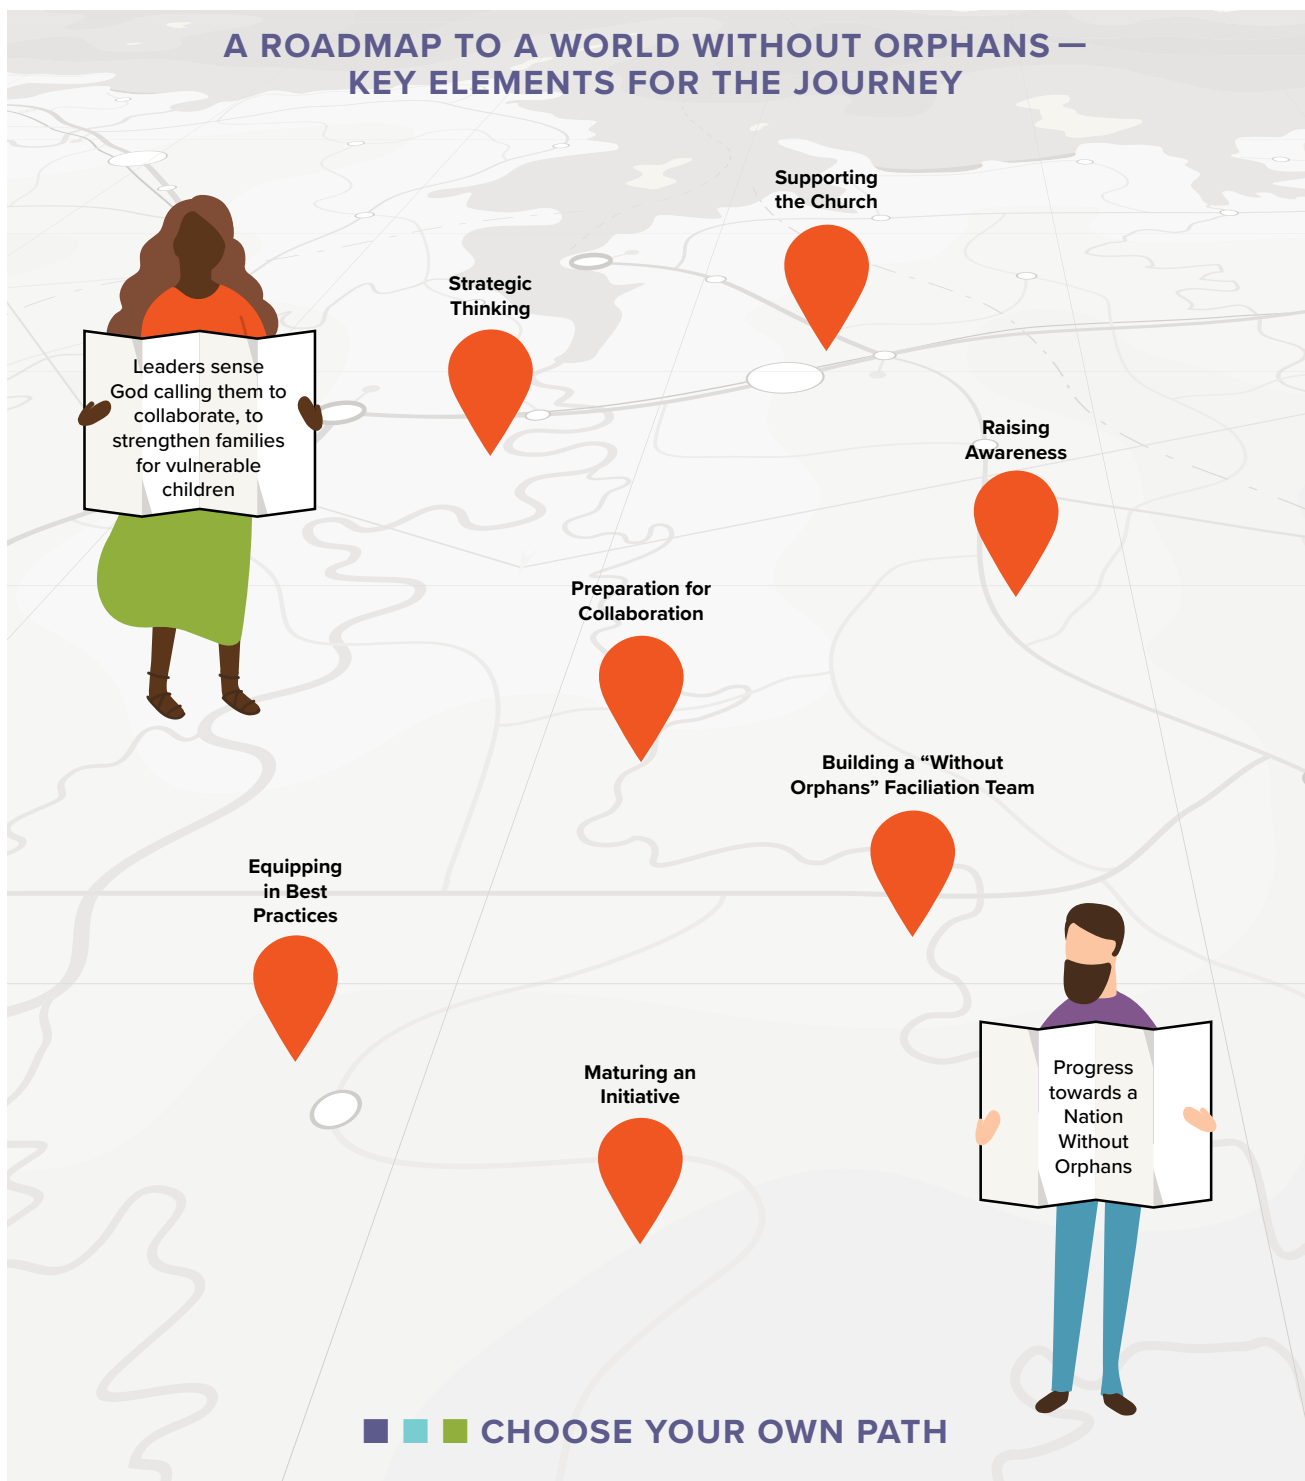 A ROADMAP TO A WORLD WITHOUT ORPHANS —
KEY ELEMENTS FOR THE JOURNEY
Supporting
the Church
Strategic
Thinking
Leaders sense
God calling them to
collaborate, to
strengthen families
for vulnerable
children
Raising
Awareness
Preparation for
Collaboration
Building a “Without
Orphans” Faciliation Team
Equipping
in Best
Practices
Maturing an
Initiative
Progress
towards a
Nation
Without
Orphans
CHOOSE YOUR OWN PATH